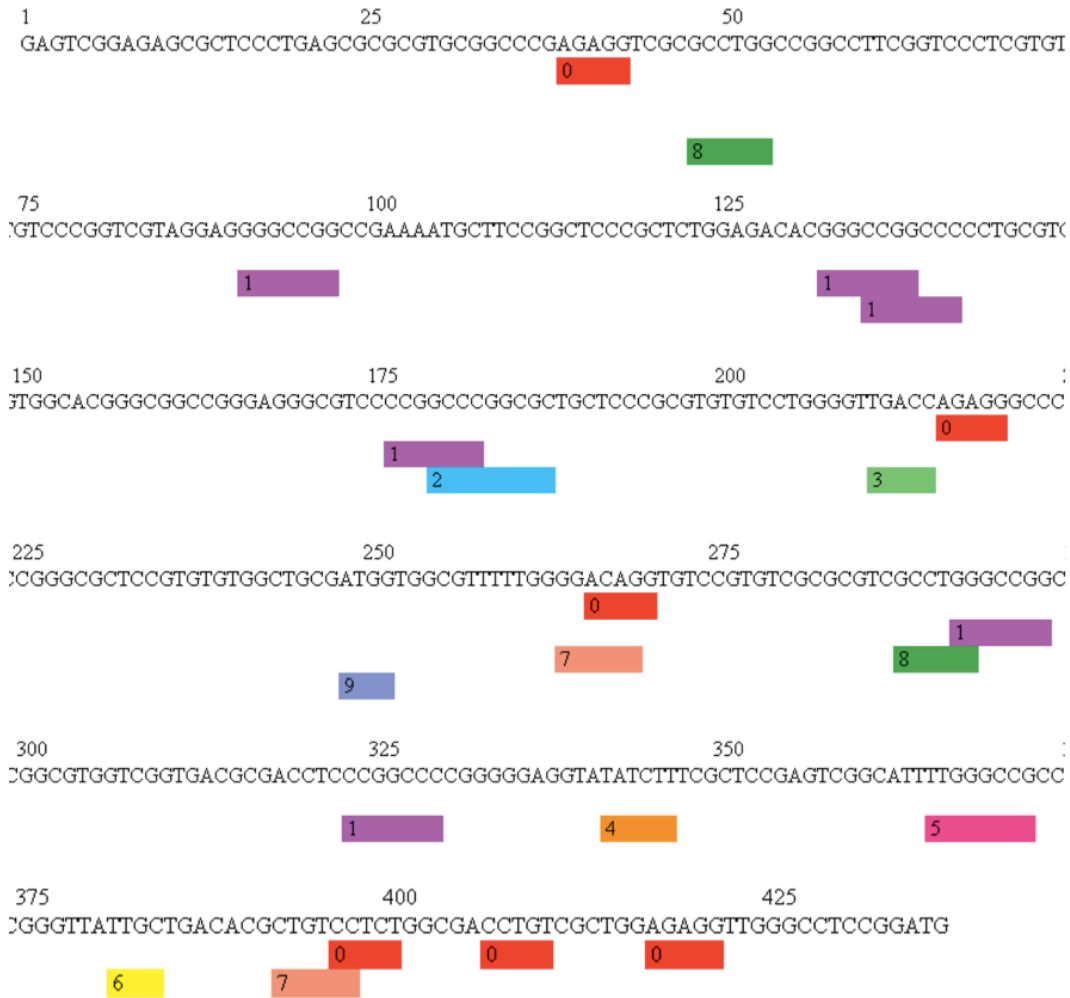 1 25 50
GAGTCGGAGAGCGCTCCCTGAGCGCGCGTGCGGCCCGAGAGGTCGCGCCTGGCCGGCCTTCGGTCCCTCGTGT
0
8
75 100 125
GTCCCGGTCGTAGGAGGGGCCGGCCGAAAATGCTTCCGGCTCCCGCTCTGGAGACACGGGCCGGCCCCCTGCGTG
1 1
1
150 175 200 2
GTGGCACGGGCGGCCGGGAGGGCGTCCCCGGCCCGGCGCTGCTCCCGCGTGTGTCCTGGGGTTGACCAGAGGGCCC
0
1
2 3
225 250 275
CCGGGCGCTCCGTGTGTGGCTGCGATGGTGGCGTTTTTGGGGACAGGTGTCCGTGTCGCGCGTCGCCTGGGCCGGC
0
1
7 8
9
300 325 350
CGGCGTGGTCGGTGACGCGACCTCCCGGCCCCGGGGGAGGTATATCTTTCGCTCCGAGTCGGCATTTTGGGCCGCC
1 4 5
375 400 425
CGGGTTATTGCTGACACGCTGTCCTCTGGCGACCTGTCGCTGGAGAGGTTGGGCCTCCGGATG
0 0 0
6 7